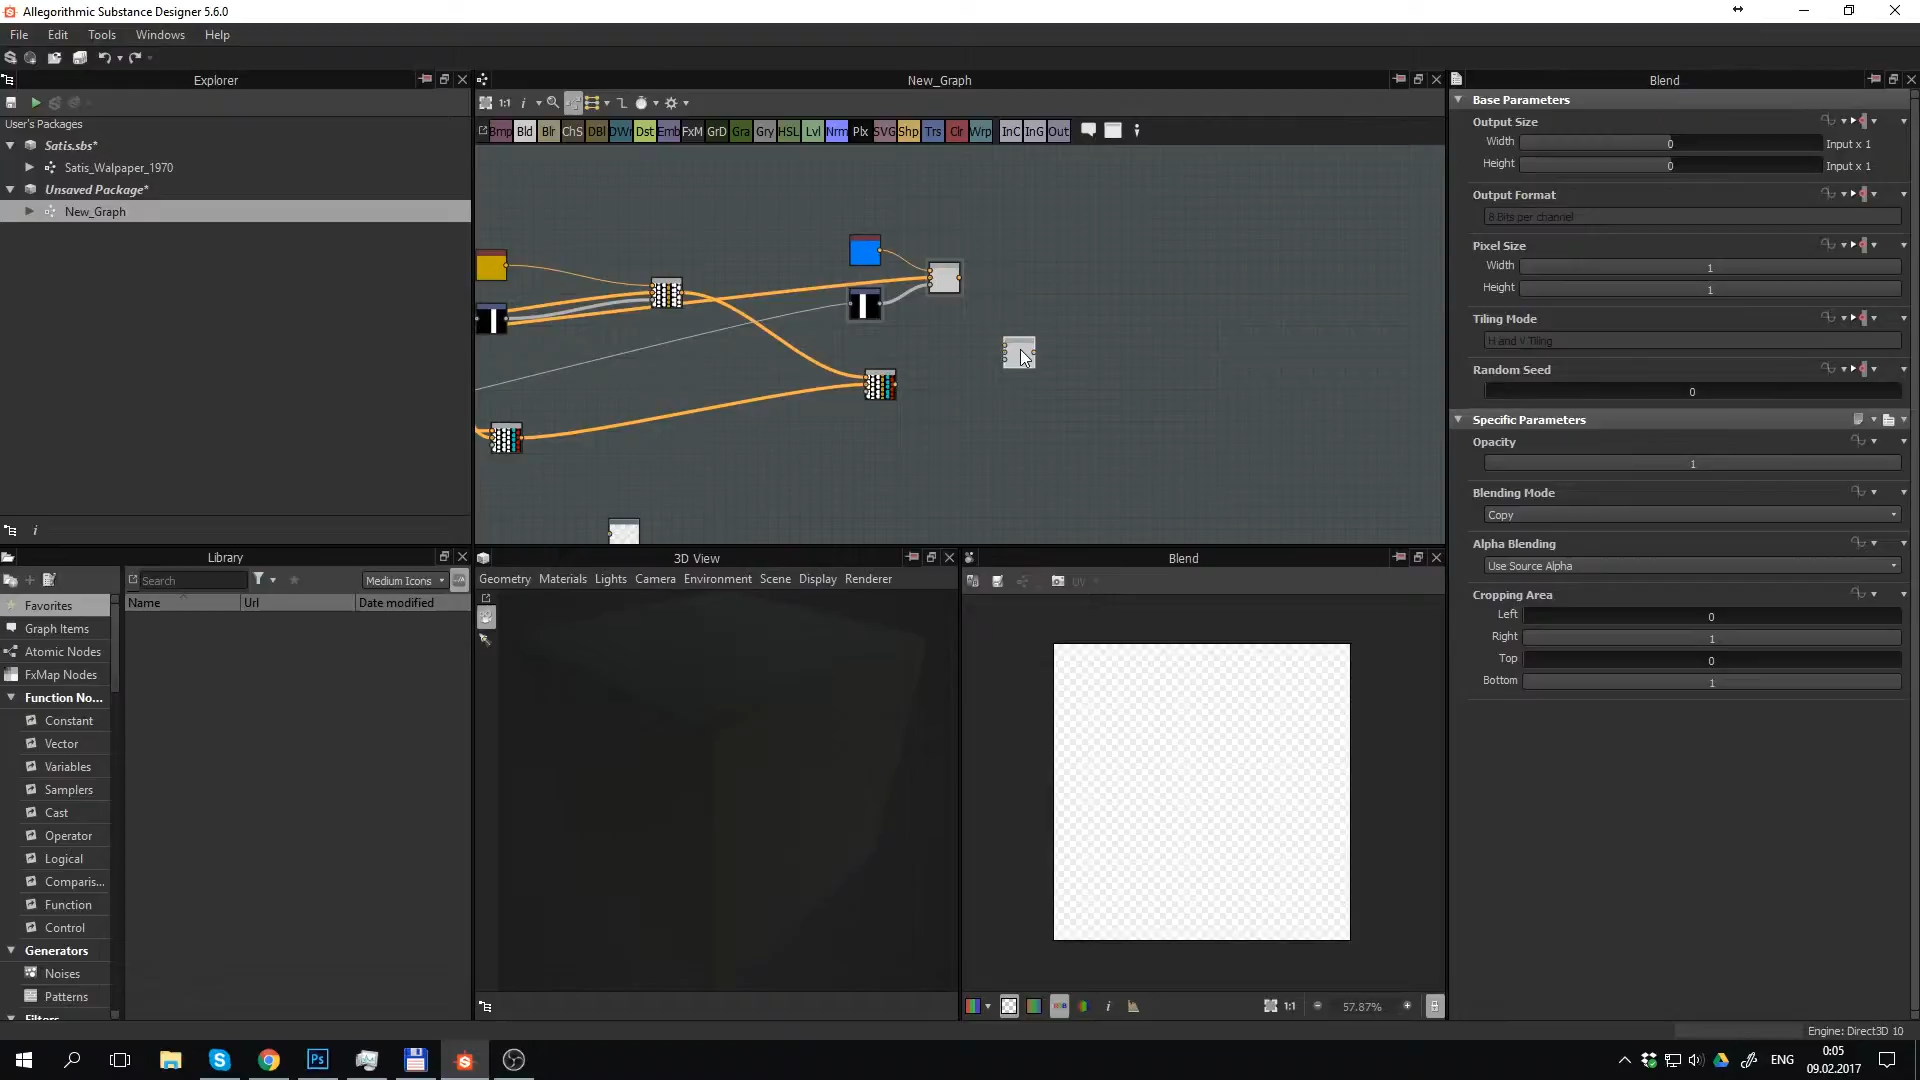 Allegorithmic Substance Designer 5.6.0
File Edit Tools Windows Help
Explorer
New_Graph
Blend
1:1
User's Packages
Bmp Bld Blr ChS DBl DWr Dst Emb FxM GrD Gra Gry HSL Lvl Nrm Plx SVG Shp Trs Clr Wrp InC InG Out
Satis.sbs*
Satis_Walpaper_1970
Unsaved Package*
New_Graph
Base Parameters
Output Size
Width 0 Input x 1
Height 0 Input x 1
Output Format
8 Bits per channel
Pixel Size
Width 1
Height 1
Tiling Mode
H and V Tiling
Random Seed
0
Specific Parameters
Opacity
1
Blending Mode
Copy
Alpha Blending
Use Source Alpha
Cropping Area
Left 0
Right 1
Top 0
Bottom 1
Library
Search
Medium Icons
Name Url Date modified
Favorites
Graph Items
Atomic Nodes
FxMap Nodes
Function No...
Constant
Vector
Variables
Samplers
Cast
Operator
Logical
Comparis...
Function
Control
Generators
Noises
Patterns
Filters
3D View
Geometry Materials Lights Camera Environment Scene Display Renderer
Blend
UV
1:1
57.87%
Engine: Direct3D 10
ENG
0:05
09.02.2017